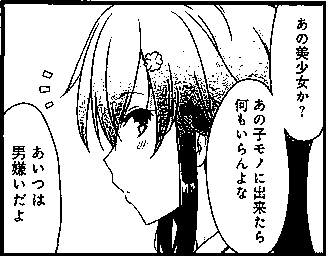 あの美少女か？
あの子モノに出来たら
何もいらんよな
あいつは
男嫌いだよ